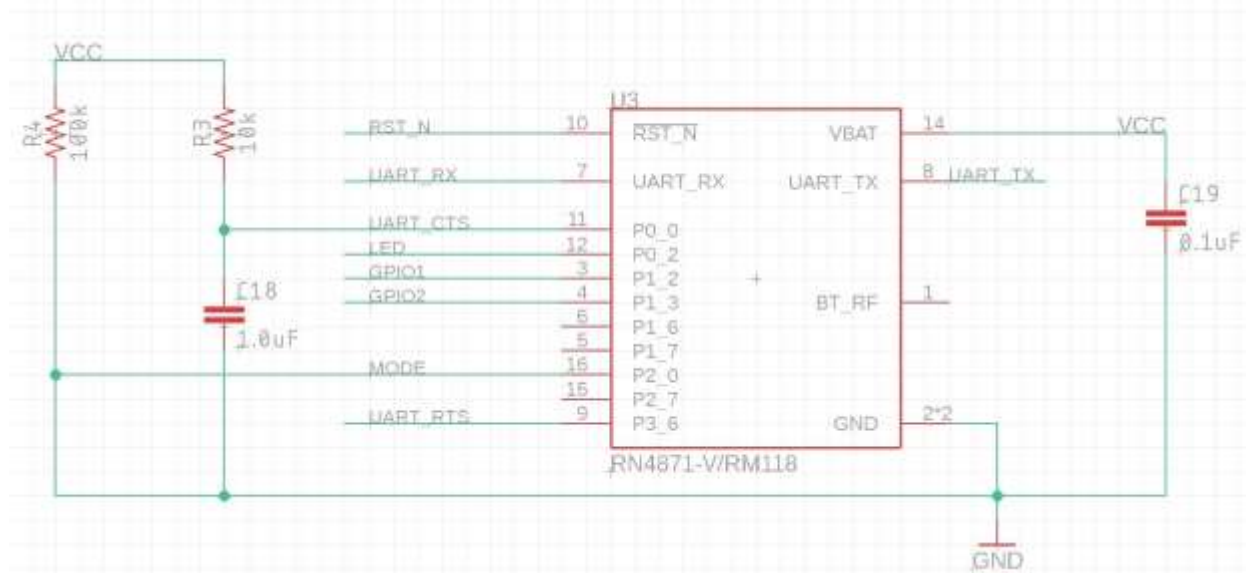 VCC
R4
100k
R3
10k
C18
1.0uF
RST_N
UART_RX
UART_CTS
LED
GPIO1
GPIO2
MODE
UART_RTS
10
7
11
12
3
4
6
5
16
15
9
U3
RST_N
UART_RX
P0_0
P0_2
P1_2
P1_3
P1_6
P1_7
P2_0
P2_7
P3_6
VBAT
UART_TX
BT_RF
GND
RN4871-V/RM118
14
8
1
2*2
VCC
UART_TX
C19
0.1uF
GND